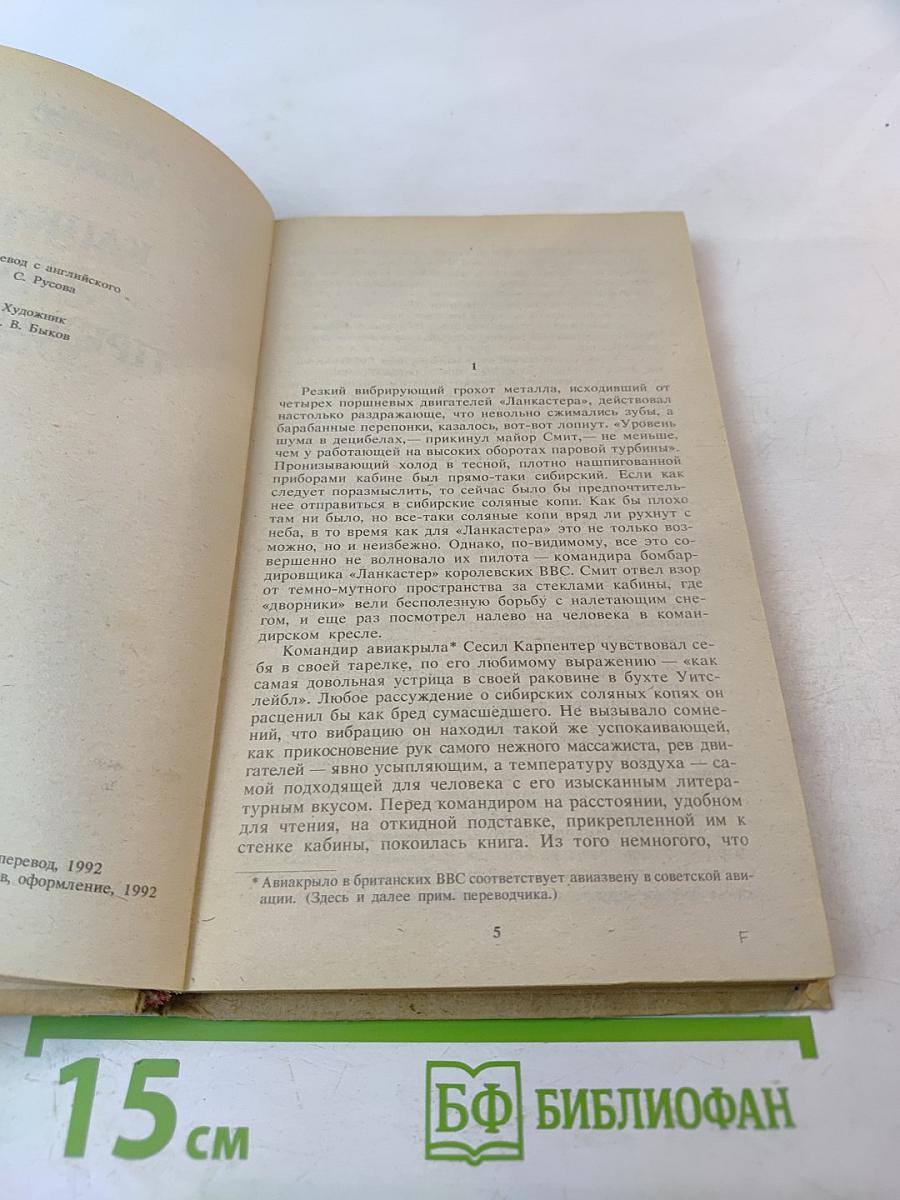 евод с английского
С. Русова
Художник
В. Быков
перевод, 1992
в, оформление, 1992
1
Резкий вибрирующий грохот металла, исходивший от
четырех поршневых двигателей «Ланкастера», действовал
настолько раздражающе, что невольно сжимались зубы, а
барабанные перепонки, казалось, вот-вот лопнут. «Уровень
шума в децибелах,— прикинул майор Смит,— не меньше,
чем у работающей на высоких оборотах паровой турбины».
Пронизывающий холод в тесной, плотно нашпигованной
приборами кабине был прямо-таки сибирский. Если как
следует поразмыслить, то сейчас было бы предпочтитель-
нее отправиться в сибирские соляные копи. Как бы плохо
там ни было, но все-таки соляные копи вряд ли рухнут с
неба, в то время как для «Ланкастера» это не только воз-
можно, но и неизбежно. Однако, по-видимому, все это со-
вершенно не волновало их пилота — командира бомбар-
дировщика «Ланкастер» королевских ВВС. Смит отвел взор
от темно-мутного пространства за стеклами кабины, где
«дворники» вели бесполезную борьбу с налетающим сне-
гом, и еще раз посмотрел налево на человека в коман-
дирском кресле.
Командир авиакрыла* Сесил Карпентер чувствовал се-
бя в своей тарелке, по его любимому выражению — «как
самая довольная устрица в своей раковине в бухте Уитс-
лейбл». Любое рассуждение о сибирских соляных копях он
расценил бы как бред сумасшедшего. Не вызывало сомне-
ний, что вибрацию он находил такой же успокаивающей,
как прикосновение рук самого нежного массажиста, рев дви-
гателей — явно усыпляющим, а температуру воздуха — са-
мой подходящей для человека с его изысканным литера-
турным вкусом. Перед командиром на расстоянии, удобном
для чтения, на откидной подставке, прикрепленной им к
стенке кабины, покоилась книга. Из того немногого, что
* Авиакрыло в британских ВВС соответствует авиазвену в советской ави-
ации. (Здесь и далее прим. переводчика.)
5
F
15 см
БФ БИБЛИОФАН